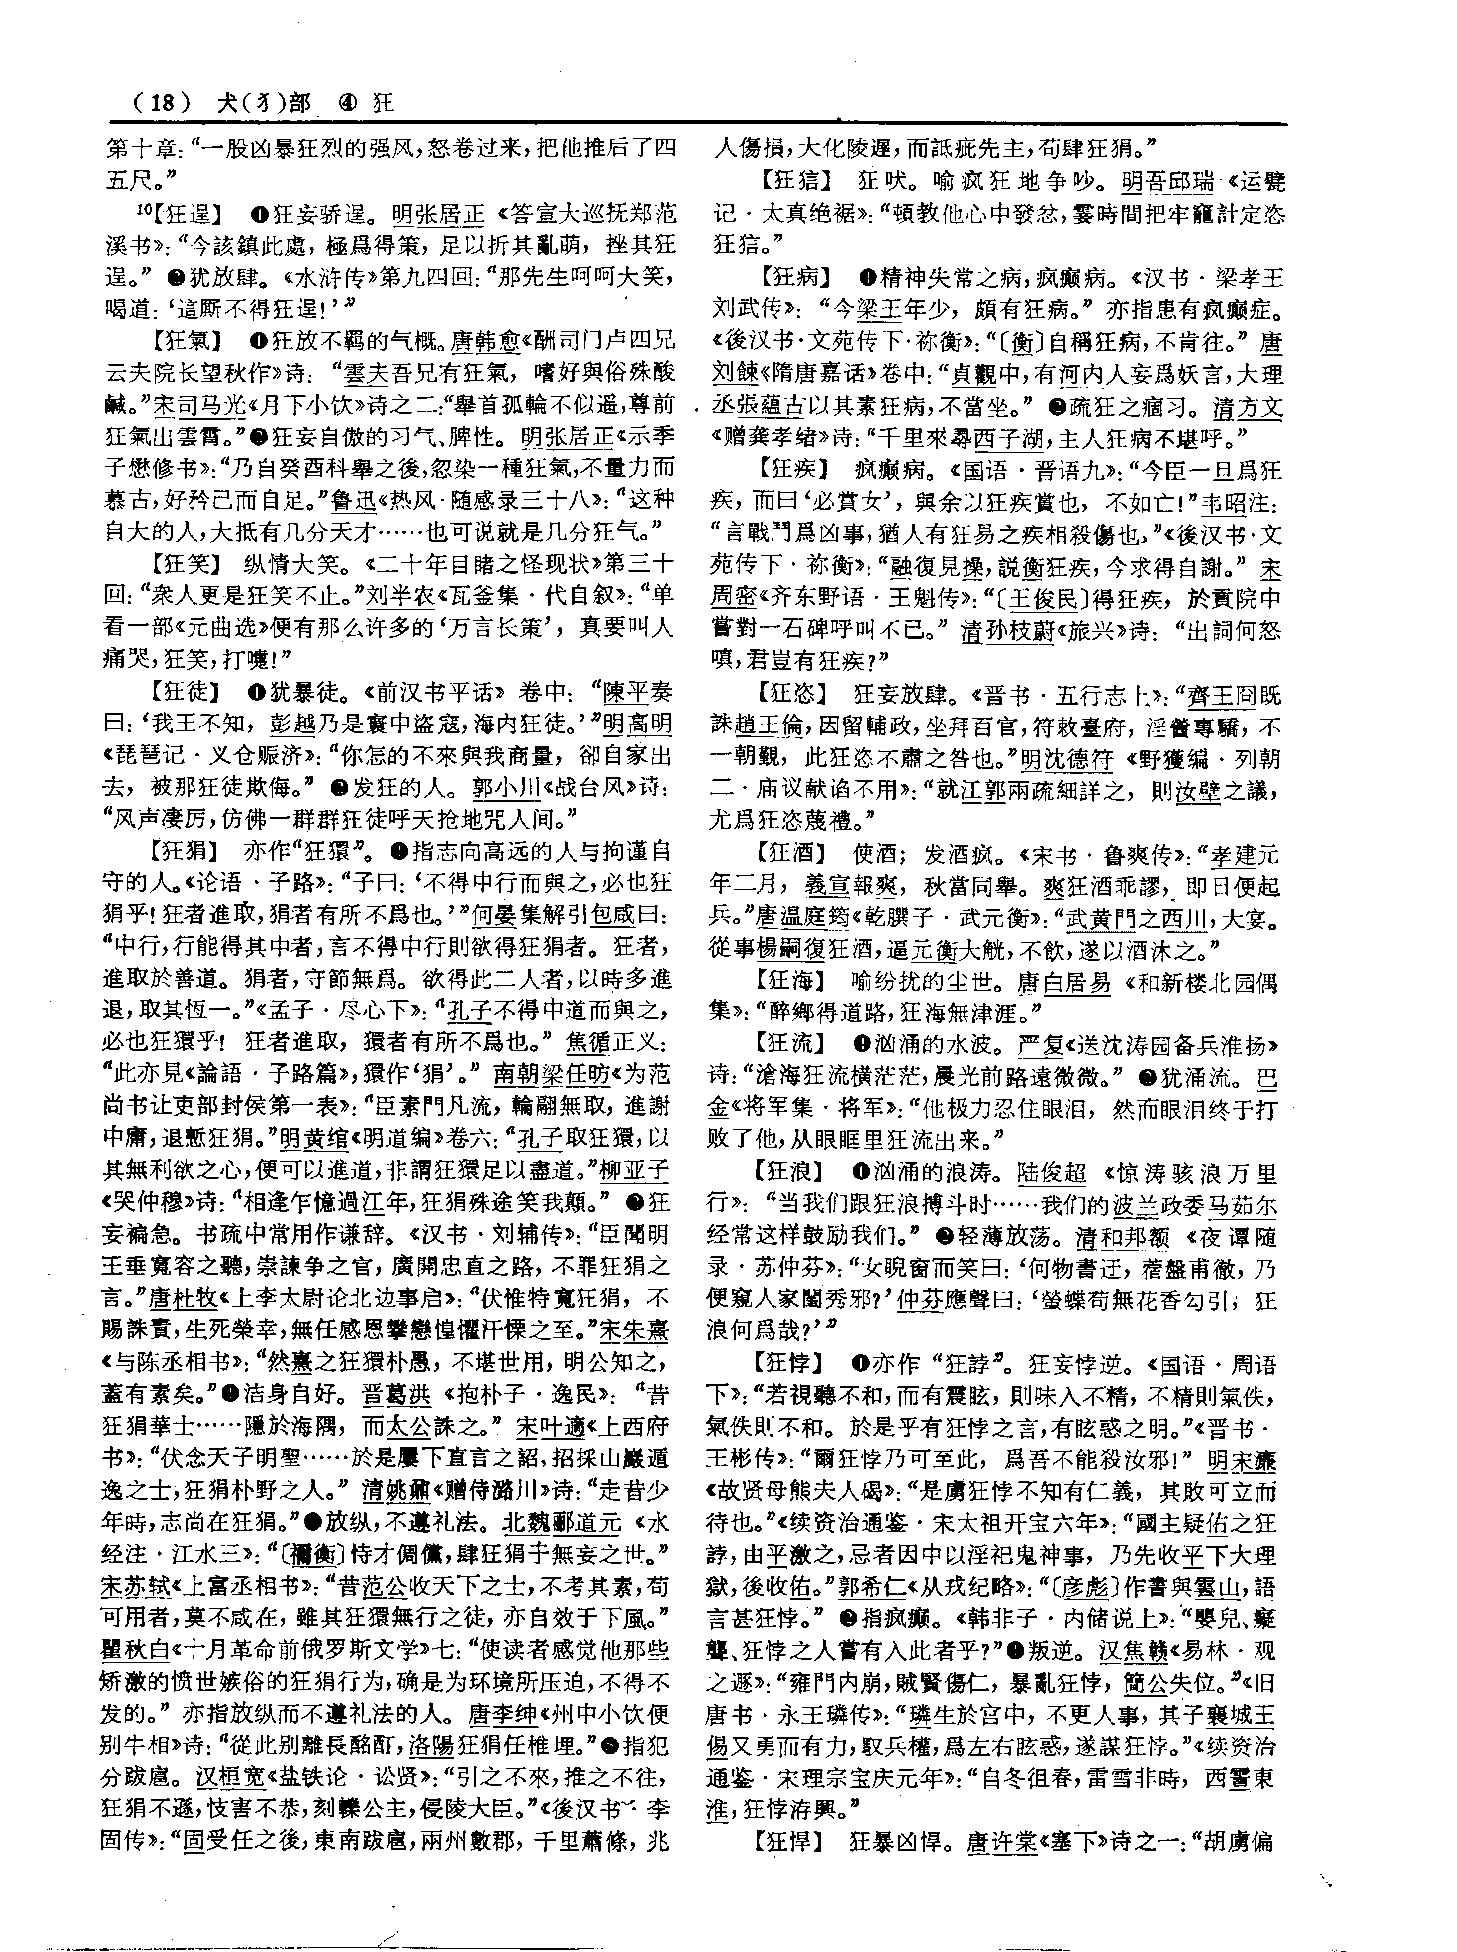 (18) 犬(犭)部 ④ 狂
第十章:“一股凶暴狂烈的强风,怒卷过来,把他推后了四
五尺。”
10【狂逞】 ❶狂妄骄逞。明张居正《答宣大巡抚郑范
溪书》:“今該鎮此處,極爲得策,足以折其亂萌,挫其狂
逞。”❷犹放肆。《水浒传》第九四回:“那先生呵呵大笑,
喝道:‘這厮不得狂逞!’”
【狂氣】 ❶狂放不羁的气概。唐韩愈《酬司门卢四兄
云夫院长望秋作》诗:“雲夫吾兄有狂氣,嗜好與俗殊酸
鹹。”宋司马光《月下小饮》诗之二:“舉首孤輪不似遥,尊前
狂氣出雲霄。”❷狂妄自傲的习气、脾性。明张居正《示季
子懋修书》:“乃自癸酉科舉之後,忽染一種狂氣,不量力而
慕古,好矜己而自足。”鲁迅《热风·随感录三十八》:“这种
自大的人,大抵有几分天才……也可说就是几分狂气。”
【狂笑】 纵情大笑。《二十年目睹之怪现状》第三十
回:“衆人更是狂笑不止。”刘半农《瓦釜集·代自叙》:“单
看一部《元曲选》便有那么许多的‘万言长策’,真要叫人
痛哭,狂笑,打嚏!”
【狂徒】 ❶犹暴徒。《前汉书平话》卷中:“陳平奏
曰:‘我王不知,彭越乃是寰中盗寇,海内狂徒。’”明高明
《琵琶记·义仓赈济》:“你怎的不來與我商量,卻自家出
去,被那狂徒欺侮。”❷发狂的人。郭小川《战台风》诗:
“风声凄厉,仿佛一群群狂徒呼天抢地咒人间。”
【狂狷】 亦作“狂獧”。❶指志向高远的人与拘谨自
守的人。《论语·子路》:“子曰:‘不得中行而與之,必也狂
狷乎!狂者進取,狷者有所不爲也。’”何晏集解引包咸曰:
“中行,行能得其中者,言不得中行則欲得狂狷者。狂者,
進取於善道。狷者,守節無爲。欲得此二人者,以時多進
退,取其恆一。”《孟子·尽心下》:“孔子不得中道而與之,
必也狂獧乎!狂者進取,獧者有所不爲也。”焦循正义:
“此亦見《論語·子路篇》,獧作‘狷’。”南朝梁任昉《为范
尚书让吏部封侯第一表》:“臣素門凡流,輪翮無取,進謝
中庸,退慙狂狷。”明黄绾《明道编》卷六:“孔子取狂獧,以
其無利欲之心,便可以進道,非謂狂獧足以盡道。”柳亚子
《哭仲穆》诗:“相逢乍憶過江年,狂狷殊途笑我顛。”❷狂
妄褊急。书疏中常用作谦辞。《汉书·刘辅传》:“臣聞明
王垂寬容之聽,崇諫争之官,廣開忠直之路,不罪狂狷之
言。”唐杜牧《上李太尉论北边事启》:“伏惟特寬狂狷,不
賜誅責,生死榮幸,無任感恩攀戀惶懼汗慄之至。”宋朱熹
《与陈丞相书》:“然熹之狂獧朴愚,不堪世用,明公知之,
蓋有素矣。”❸洁身自好。晋葛洪《抱朴子·逸民》:“昔
狂狷華士……隱於海隅,而太公誅之。”宋叶適《上西府
书》:“伏念天子明聖……於是屢下直言之詔,招採山巖遁
逸之士,狂狷朴野之人。”清姚鼐《赠侍潞川》诗:“走昔少
年時,志尚在狂狷。”❹放纵,不遵礼法。北魏郦道元《水
经注·江水三》:“〔禰衡〕恃才倜儻,肆狂狷于無妄之世。”
宋苏轼《上富丞相书》:“昔范公收天下之士,不考其素,苟
可用者,莫不咸在,雖其狂獧無行之徒,亦自效于下風。”
瞿秋白《十月革命前俄罗斯文学》七:“使读者感觉他那些
矫激的愤世嫉俗的狂狷行为,确是为环境所压迫,不得不
发的。”亦指放纵而不遵礼法的人。唐李绅《州中小饮便
别牛相》诗:“從此别離長酩酊,洛陽狂狷任椎埋。”❺指犯
分跋扈。汉桓宽《盐铁论·讼贤》:“引之不來,推之不往,
狂狷不遜,忮害不恭,刻轢公主,侵陵大臣。”《後汉书·李
固传》:“固受任之後,東南跋扈,兩州數郡,千里蕭條,兆
人傷損,大化陵遲,而詆疵先主,苟肆狂狷。”
【狂狺】 狂吠。喻疯狂地争吵。明吾邱瑞《运甓
记·太真绝裾》:“頓教他心中發忿,霎時間把牢籠計定恣
狂狺。”
【狂病】 ❶精神失常之病,疯癫病。《汉书·梁孝王
刘武传》:“今梁王年少,頗有狂病。”亦指患有疯癫症。
《後汉书·文苑传下·祢衡》:“〔衡〕自稱狂病,不肯往。”唐
刘餗《隋唐嘉话》卷中:“貞觀中,有河内人妄爲妖言,大理
丞張蘊古以其素狂病,不當坐。”❷疏狂之痼习。清方文
《赠龚孝绪》诗:“千里來尋西子湖,主人狂病不堪呼。”
【狂疾】 疯癫病。《国语·晋语九》:“今臣一旦爲狂
疾,而曰‘必賞女’,與余以狂疾賞也,不如亡!”韦昭注:
“言戰鬥爲凶事,猶人有狂易之疾相殺傷也。”《後汉书·文
苑传下·祢衡》:“融復見操,説衡狂疾,今求得自謝。”宋
周密《齐东野语·王魁传》:“〔王俊民〕得狂疾,於貢院中
嘗對一石碑呼叫不已。”清孙枝蔚《旅兴》诗:“出詞何怒
嗔,君豈有狂疾?”
【狂恣】 狂妄放肆。《晋书·五行志上》:“齊王冏既
誅趙王倫,因留輔政,坐拜百官,符敕臺府,淫醟專驕,不
一朝覲,此狂恣不肅之咎也。”明沈德符《野獲编·列朝
二·庙议献谄不用》:“就江郭兩疏細詳之,則汝璧之議,
尤爲狂恣蔑禮。”
【狂酒】 使酒;发酒疯。《宋书·鲁爽传》:“孝建元
年二月,義宣報爽,秋當同舉。爽狂酒乖謬,即日便起
兵。”唐温庭筠《乾𦠆子·武元衡》:“武黄門之西川,大宴。
從事楊嗣復狂酒,逼元衡大觥,不飲,遂以酒沐之。”
【狂海】 喻纷扰的尘世。唐白居易《和新楼北园偶
集》:“醉鄉得道路,狂海無津涯。”
【狂流】 ❶汹涌的水波。严复《送沈涛园备兵淮扬》
诗:“滄海狂流横茫茫,晨光前路遠微微。”❷犹涌流。巴
金《将军集·将军》:“他极力忍住眼泪,然而眼泪终于打
败了他,从眼眶里狂流出来。”
【狂浪】 ❶汹涌的浪涛。陆俊超《惊涛骇浪万里
行》:“当我们跟狂浪搏斗时……我们的波兰政委马茹尔
经常这样鼓励我们。”❷轻薄放荡。清和邦额《夜谭随
录·苏仲芬》:“女睨窗而笑曰:‘何物書迂,蓿盤甫徹,乃
便窺人家閨秀邪?’仲芬應聲曰:‘螢蝶苟無花香勾引,狂
浪何爲哉?’”
【狂悖】 ❶亦作“狂誖”。狂妄悖逆。《国语·周语
下》:“若視聽不和,而有震眩,則味入不精,不精則氣佚,
氣佚則不和。於是乎有狂悖之言,有眩惑之明。”《晋书·
王彬传》:“爾狂悖乃可至此,爲吾不能殺汝邪!”明宋濂
《故贤母熊夫人碣》:“是虜狂悖不知有仁義,其敗可立而
待也。”《续资治通鉴·宋太祖开宝六年》:“國主疑佑之狂
誖,由平激之,忌者因中以淫祀鬼神事,乃先收平下大理
獄,後收佑。”郭希仁《从戎纪略》:“〔彦彪〕作書與雲山,語
言甚狂悖。”❷指疯癫。《韩非子·内储说上》:“嬰兒、癡
聾、狂悖之人嘗有入此者乎?”❸叛逆。汉焦赣《易林·观
之遯》:“雍門内崩,賊賢傷仁,暴亂狂悖,簡公失位。”《旧
唐书·永王璘传》:“璘生於宫中,不更人事,其子襄城王
偒又勇而有力,馭兵權,爲左右眩惑,遂謀狂悖。”《续资治
通鉴·宋理宗宝庆元年》:“自冬徂春,雷雪非時,西霅東
淮,狂悖洊興。”
【狂悍】 狂暴凶悍。唐许棠《塞下》诗之一:“胡虜偏